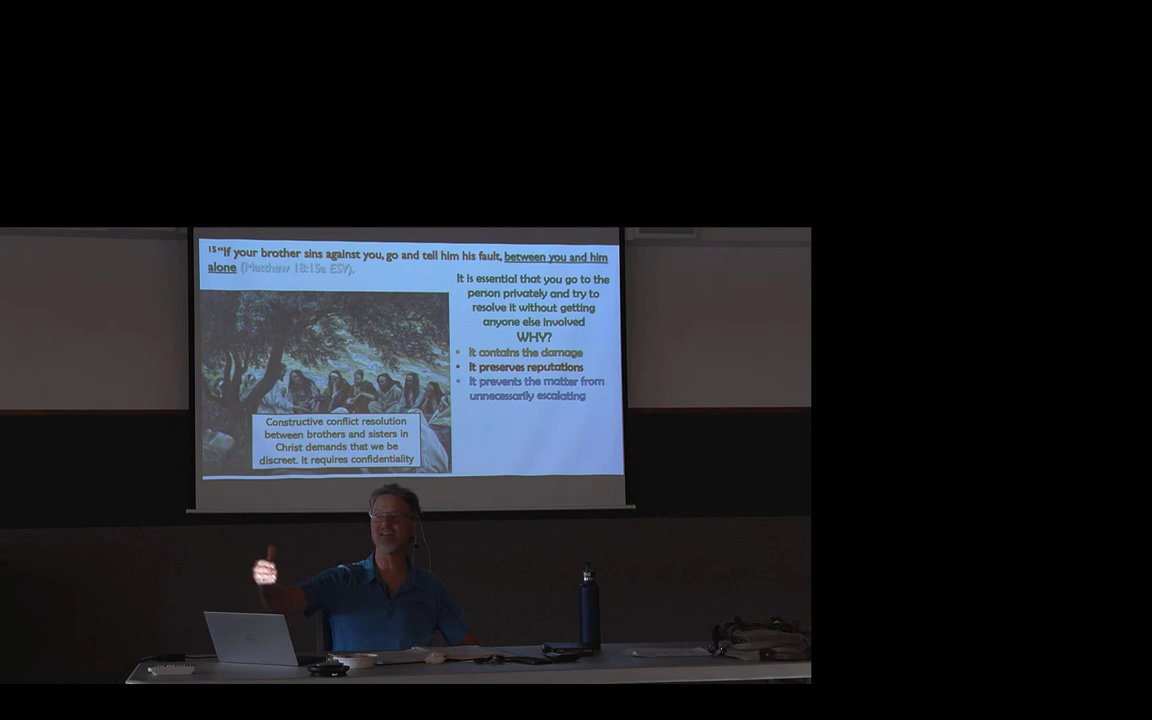 15 “If your brother sins against you, go and tell him his fault, between you and him
alone (Matthew 18:15a ESV).
It is essential that you go to the
person privately and try to
resolve it without getting
anyone else involved
WHY?
• It contains the damage
• It preserves reputations
• It prevents the matter from
unnecessarily escalating
Constructive conflict resolution
between brothers and sisters in
Christ demands that we be
discreet. It requires confidentiality